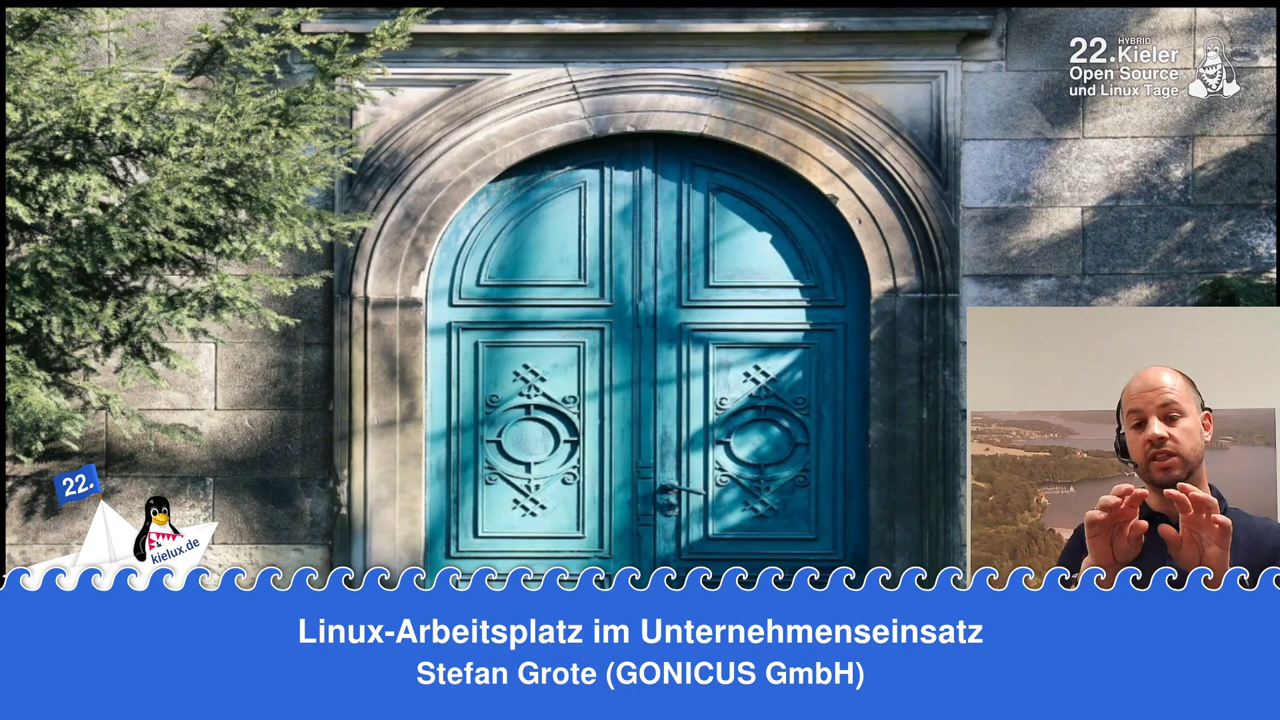 22.
HYBRID
Kieler
Open Source
und Linux Tage
22.
kielux.de
Linux-Arbeitsplatz im Unternehmenseinsatz
Stefan Grote (GONICUS GmbH)